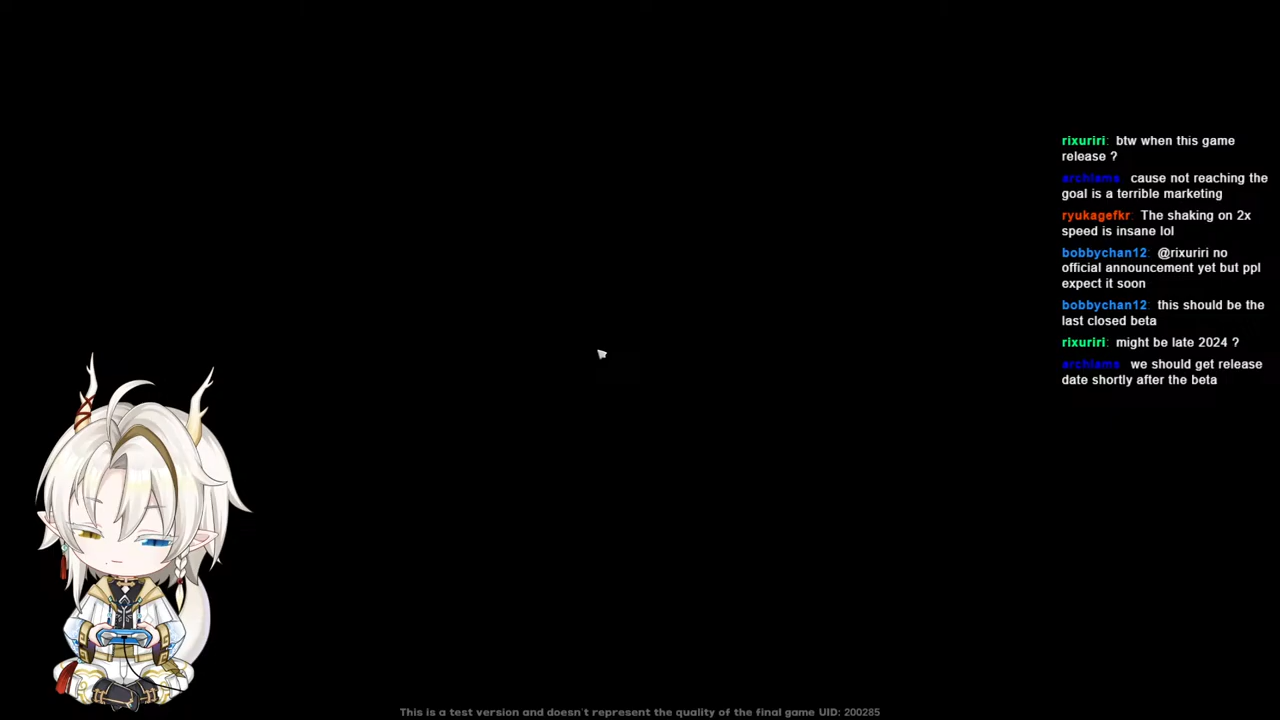 rixuriri: btw when this game
release ?
archlama cause not reaching the
goal is a terrible marketing
ryukagefkr: The shaking on 2x
speed is insane lol
bobbychan12: @rixuriri no
official announcement yet but ppl
expect it soon
bobbychan12: this should be the
last closed beta
rixuriri: might be late 2024 ?
archlama we should get release
date shortly after the beta
This is a test version and doesn't represent the quality of the final game UID: 200285